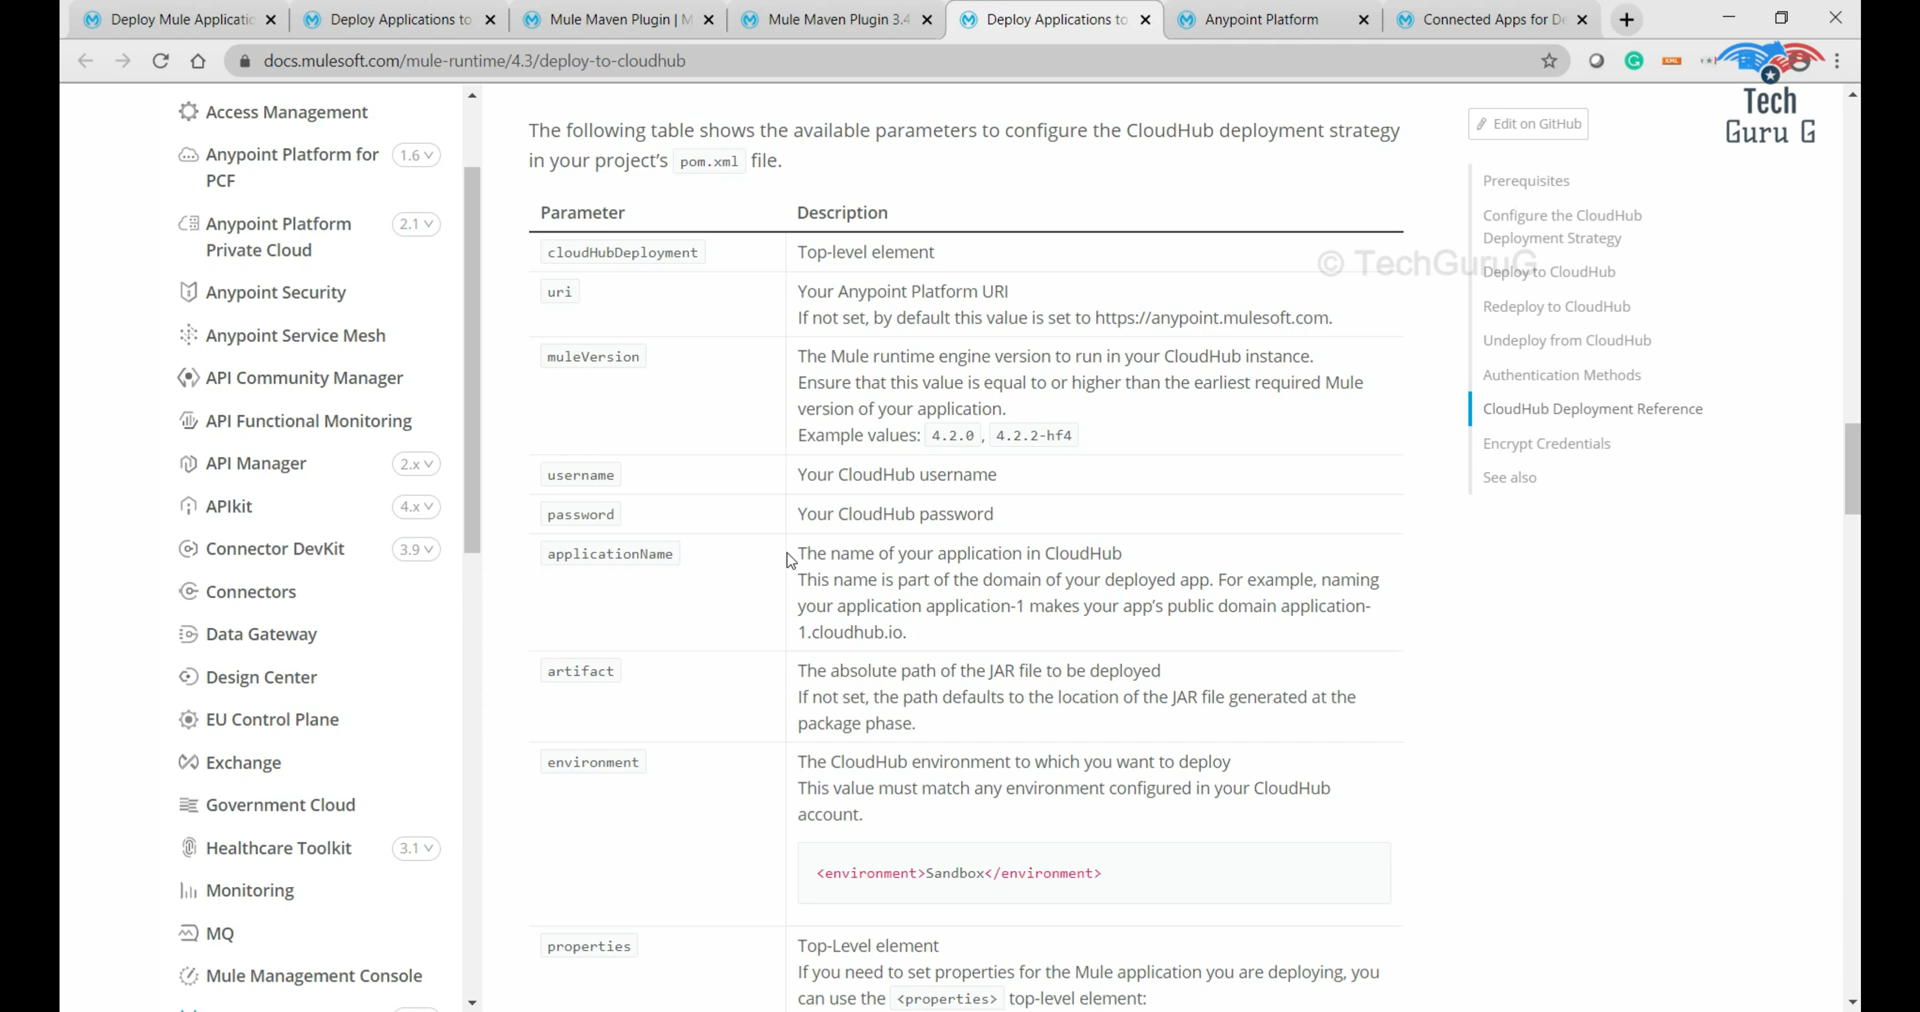 Deploy Mule Applicatio
Deploy Applications to
Mule Maven Plugin | M
Mule Maven Plugin 3.4
Deploy Applications to
Anypoint Platform
Connected Apps for De
docs.mulesoft.com/mule-runtime/4.3/deploy-to-cloudhub
Tech
Guru G
© TechGuruG
Access Management
Anypoint Platform for
PCF
1.6
Anypoint Platform
Private Cloud
2.1
Anypoint Security
Anypoint Service Mesh
API Community Manager
API Functional Monitoring
API Manager
2.x
APIkit
4.x
Connector DevKit
3.9
Connectors
Data Gateway
Design Center
EU Control Plane
Exchange
Government Cloud
Healthcare Toolkit
3.1
Monitoring
MQ
Mule Management Console
The following table shows the available parameters to configure the CloudHub deployment strategy
in your project’s pom.xml file.
Parameter Description
cloudHubDeployment Top-level element
uri Your Anypoint Platform URI
If not set, by default this value is set to https://anypoint.mulesoft.com.
muleVersion The Mule runtime engine version to run in your CloudHub instance.
Ensure that this value is equal to or higher than the earliest required Mule
version of your application.
Example values: 4.2.0 , 4.2.2-hf4
username Your CloudHub username
password Your CloudHub password
applicationName The name of your application in CloudHub
This name is part of the domain of your deployed app. For example, naming
your application application-1 makes your app’s public domain application-
1.cloudhub.io.
artifact The absolute path of the JAR file to be deployed
If not set, the path defaults to the location of the JAR file generated at the
package phase.
environment The CloudHub environment to which you want to deploy
This value must match any environment configured in your CloudHub
account.
<environment>Sandbox</environment>
properties Top-Level element
If you need to set properties for the Mule application you are deploying, you
can use the <properties> top-level element:
Edit on GitHub
Prerequisites
Configure the CloudHub
Deployment Strategy
Deploy to CloudHub
Redeploy to CloudHub
Undeploy from CloudHub
Authentication Methods
CloudHub Deployment Reference
Encrypt Credentials
See also